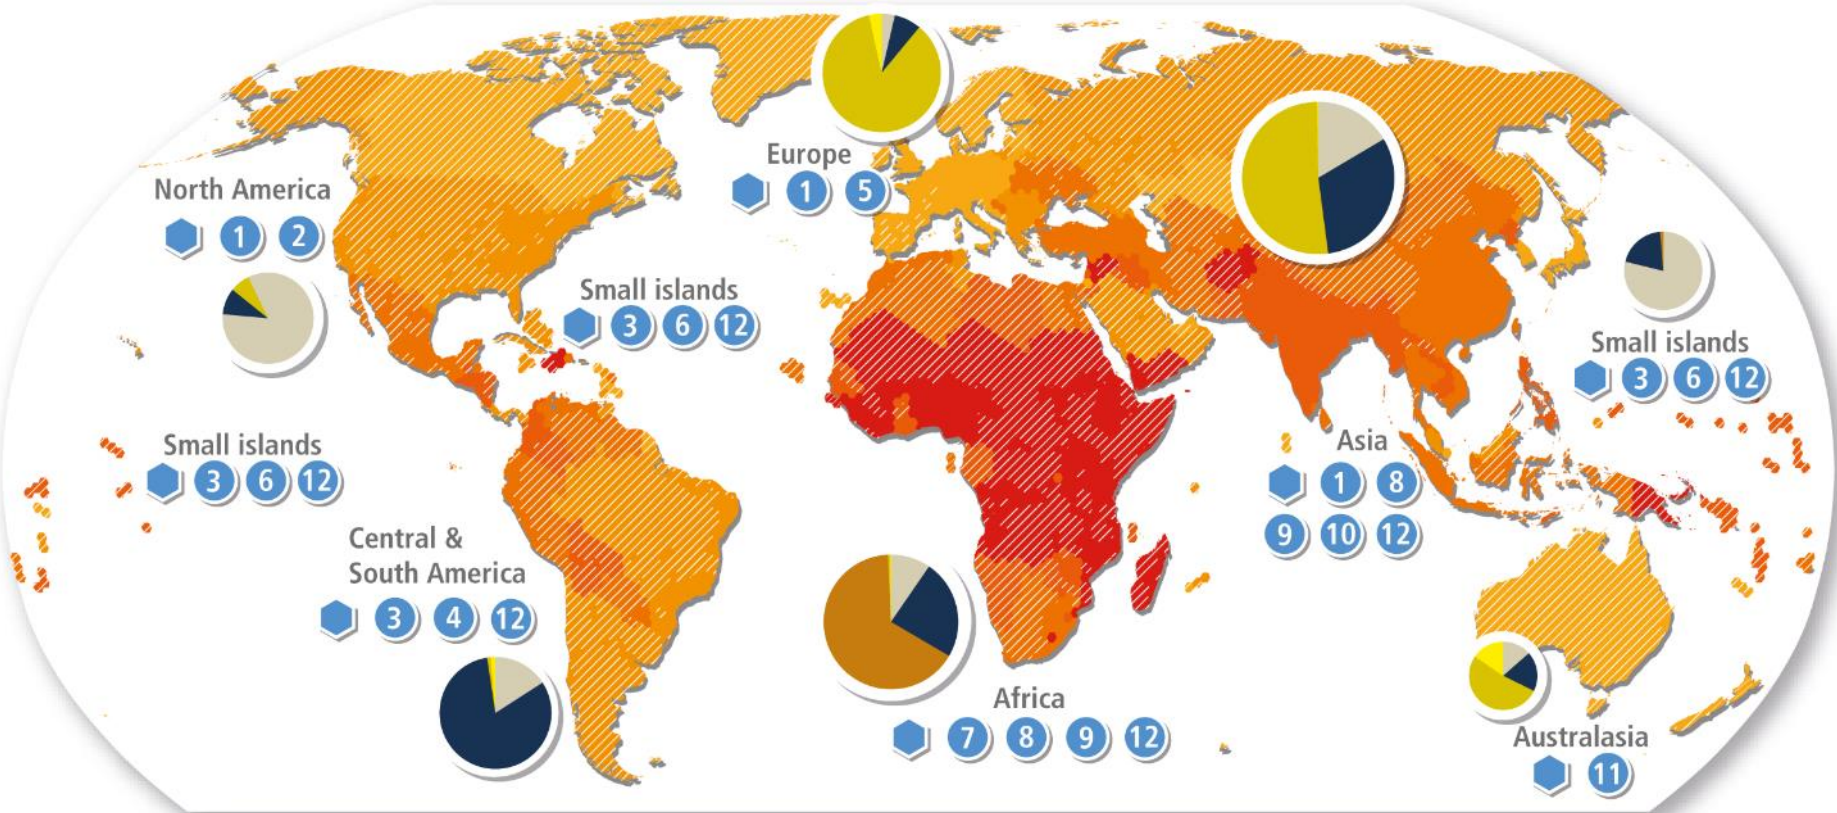 North America
1 2
Europe
1 5
Small islands
3 6 12
Small islands
3 6 12
Small islands
3 6 12
Central &
South America
3 4 12
Asia
1 8
9 10 12
Africa
7 8 9 12
Australasia
11